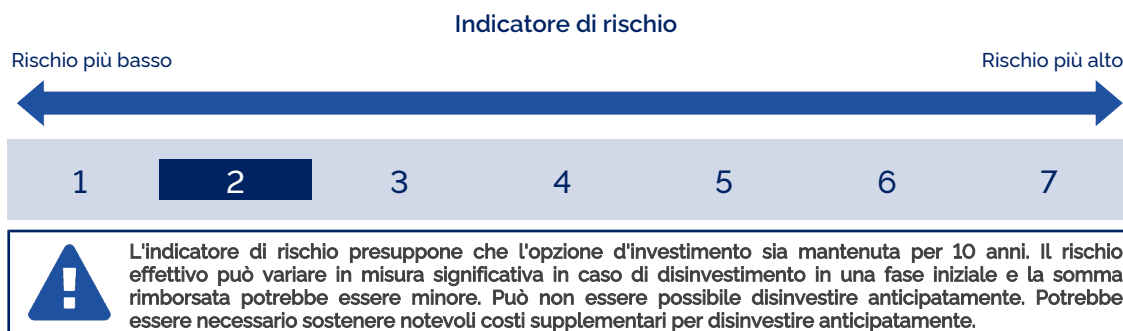 Indicatore di rischio
Rischio più basso
Rischio più alto
1 2 3 4 5 6 7
L'indicatore di rischio presuppone che l'opzione d'investimento sia mantenuta per 10 anni. Il rischio
effettivo può variare in misura significativa in caso di disinvestimento in una fase iniziale e la somma
rimborsata potrebbe essere minore. Può non essere possibile disinvestire anticipatamente. Potrebbe
essere necessario sostenere notevoli costi supplementari per disinvestire anticipatamente.